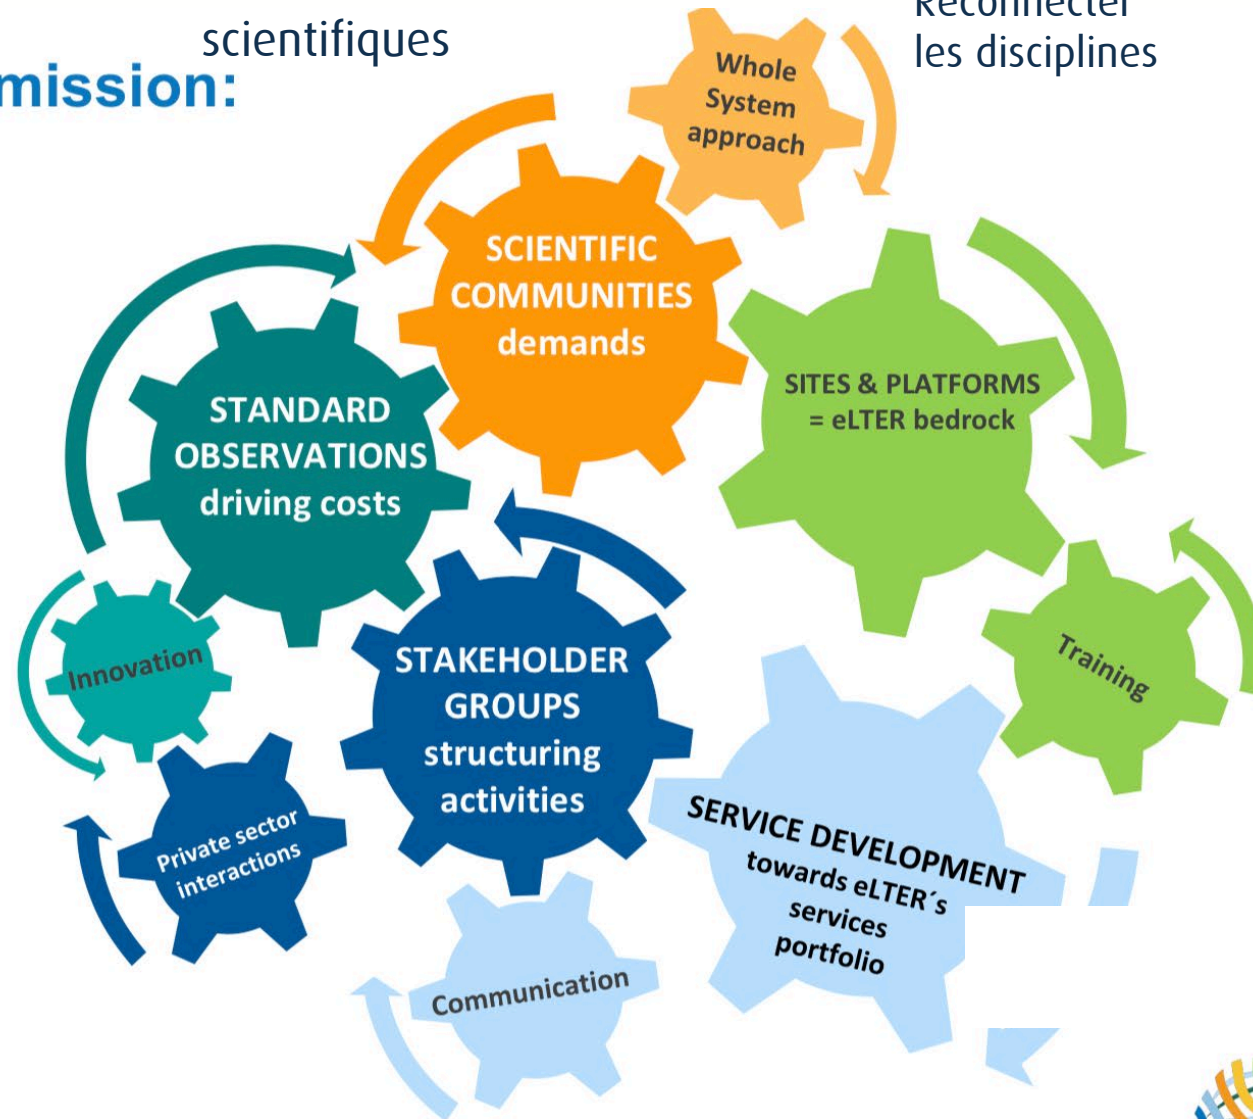 scientifiques
mission:
Reconnecter
les disciplines
Whole
System
approach
SCIENTIFIC
COMMUNITIES
demands
SITES & PLATFORMS
= eLTER bedrock
STANDARD
OBSERVATIONS
driving costs
Innovation
STAKEHOLDER
GROUPS
structuring
activities
Training
Private sector
interactions
SERVICE DEVELOPMENT
towards eLTER´s
services
portfolio
Communication